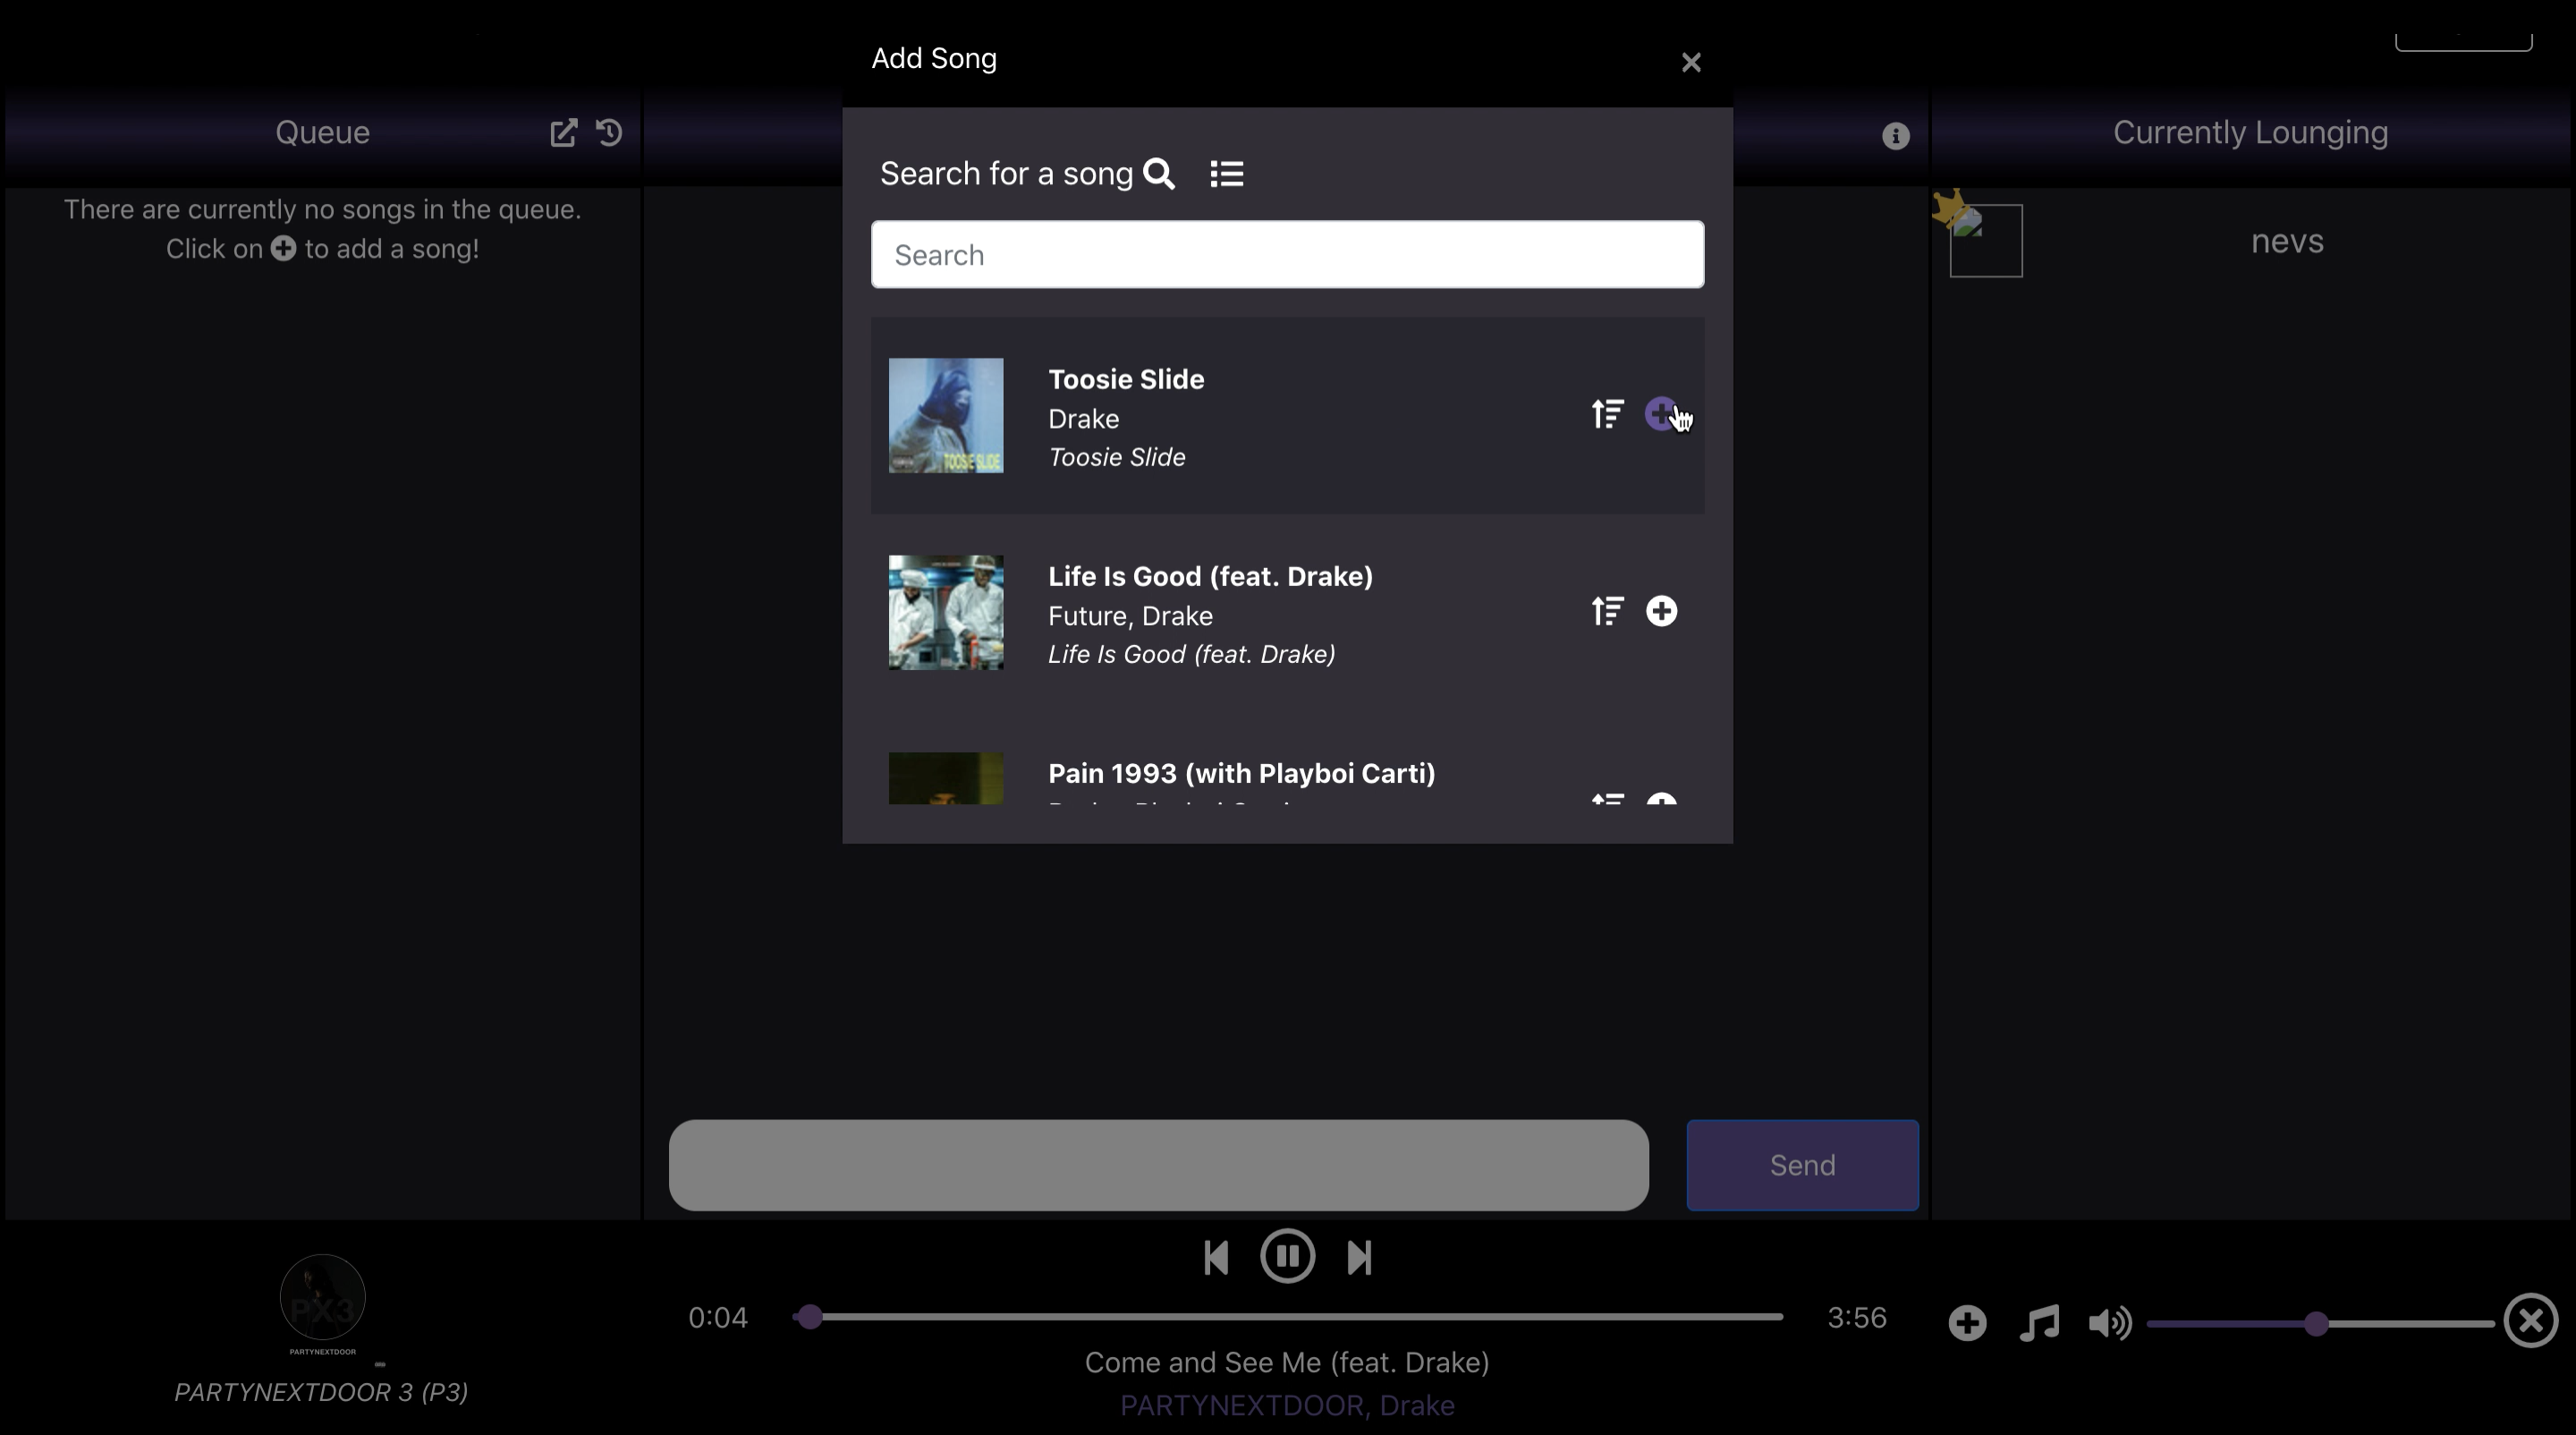 Add Song
Queue
Currently Lounging
There are currently no songs in the queue.
Click on to add a song!
nevs
Search for a song
Search
Toosie Slide
Drake
Toosie Slide
TOOSIE SLIDE
Life Is Good (feat. Drake)
Future, Drake
Life Is Good (feat. Drake)
Pain 1993 (with Playboi Carti)
Send
0:04
3:56
Come and See Me (feat. Drake)
PARTYNEXTDOOR, Drake
PX3
PARTYNEXTDOOR
PARTYNEXTDOOR 3 (P3)